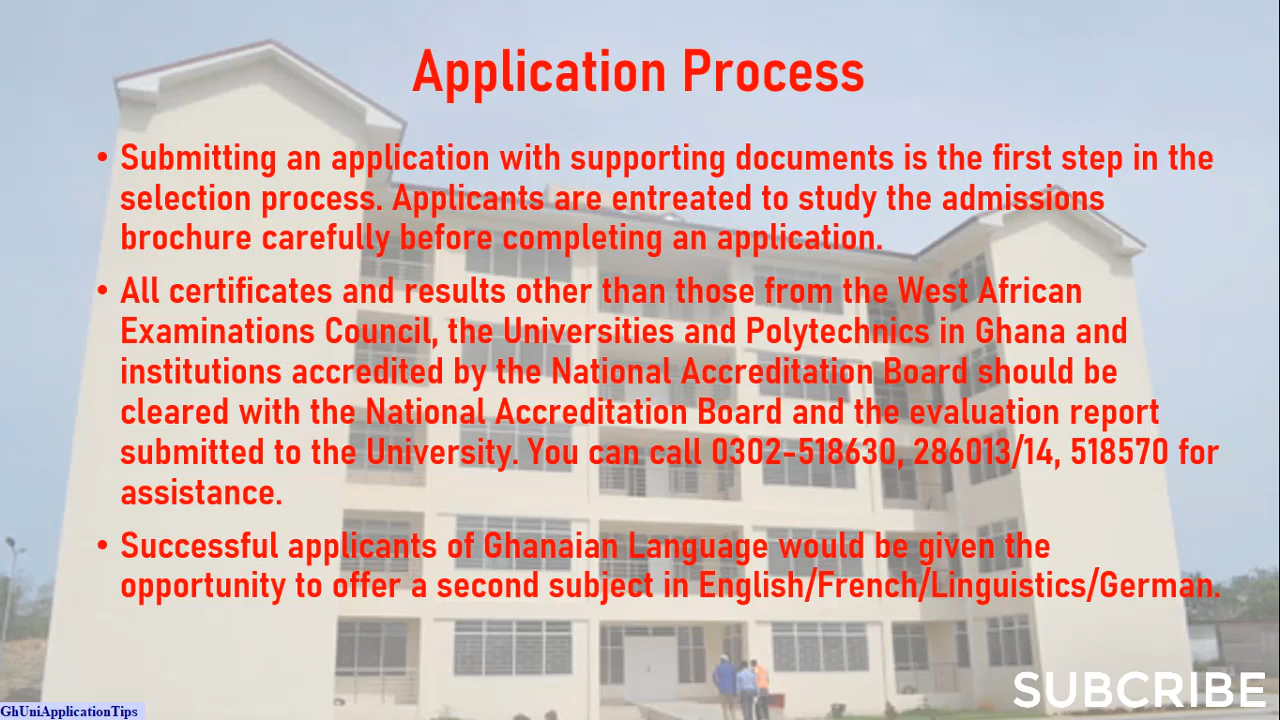 Application Process
• Submitting an application with supporting documents is the first step in the
selection process. Applicants are entreated to study the admissions
brochure carefully before completing an application.
• All certificates and results other than those from the West African
Examinations Council, the Universities and Polytechnics in Ghana and
institutions accredited by the National Accreditation Board should be
cleared with the National Accreditation Board and the evaluation report
submitted to the University. You can call 0302-518630, 286013/14, 518570 for
assistance.
• Successful applicants of Ghanaian Language would be given the
opportunity to offer a second subject in English/French/Linguistics/German.
SUBCRIBE
GhUniApplicationTips